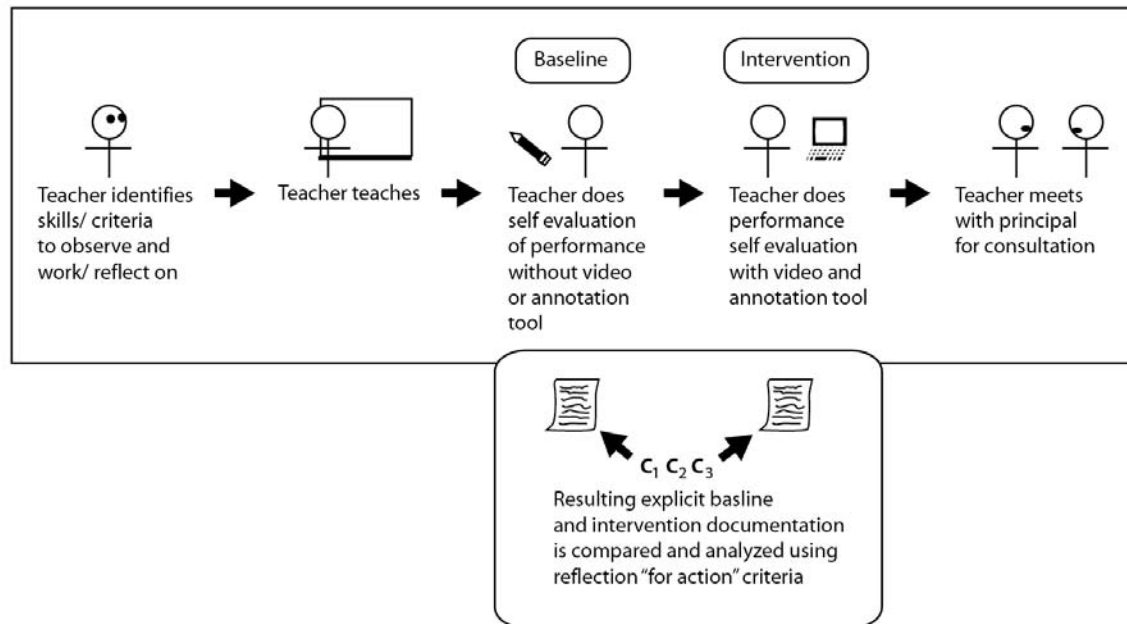 Baseline
Intervention
Teacher identifies
skills/ criteria
to observe and
work/ reflect on
Teacher teaches
Teacher does
self evaluation
of performance
without video
or annotation
tool
Teacher does
performance
self evaluation
with video and
annotation tool
Teacher meets
with principal
for consultation
C₁ C₂ C₃
Resulting explicit basline
and intervention documentation
is compared and analyzed using
reflection “for action” criteria